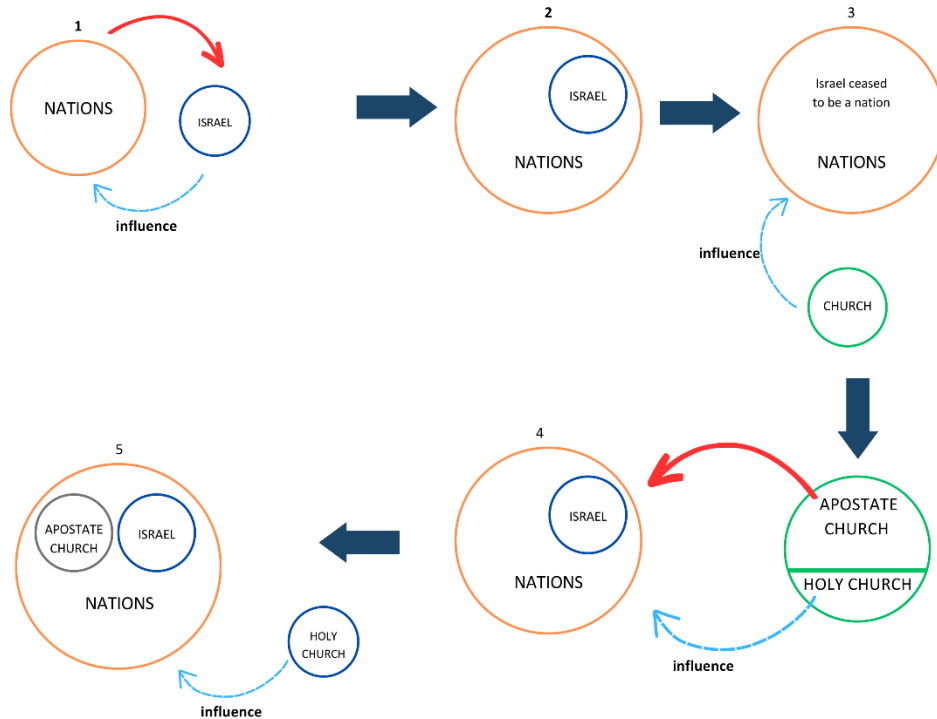 1
NATIONS
ISRAEL
influence
2
ISRAEL
NATIONS
3
Israel ceased
to be a nation
NATIONS
influence
CHURCH
4
ISRAEL
NATIONS
APOSTATE
CHURCH
HOLY CHURCH
influence
5
APOSTATE
CHURCH
ISRAEL
NATIONS
HOLY
CHURCH
influence